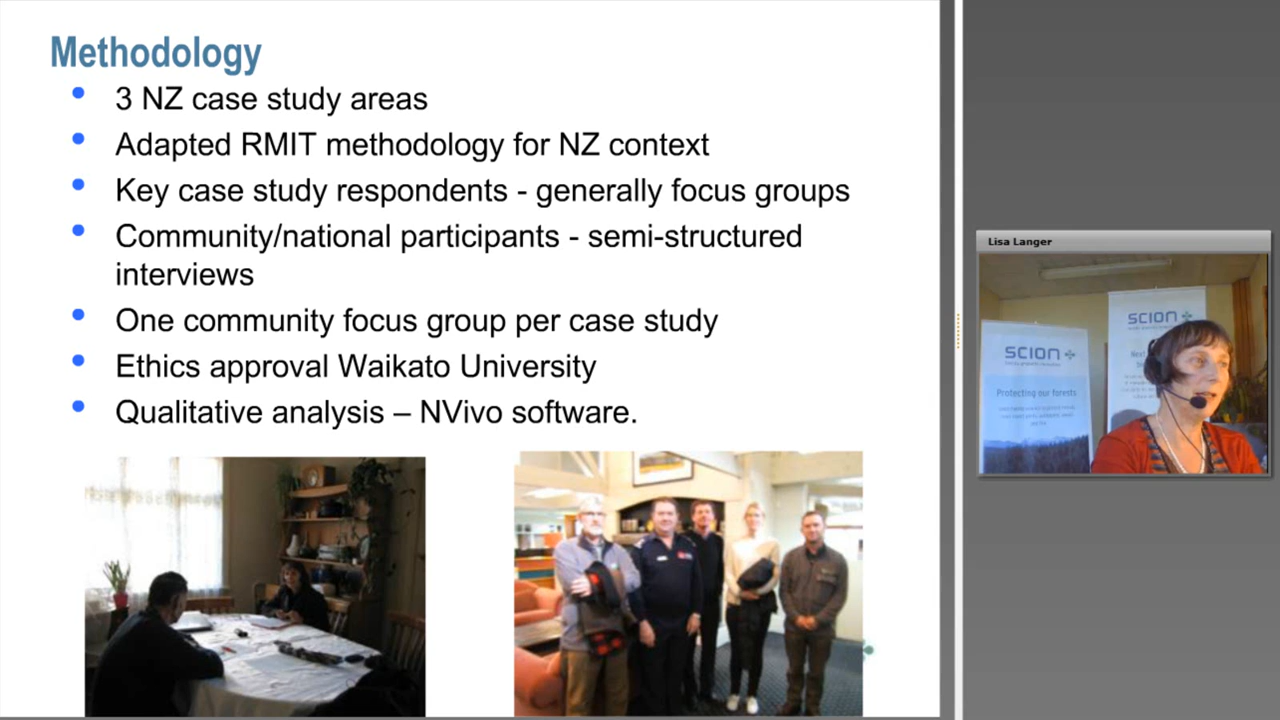 Methodology
3 NZ case study areas
Adapted RMIT methodology for NZ context
Key case study respondents - generally focus groups
Community/national participants - semi-structured
interviews
One community focus group per case study
Ethics approval Waikato University
Qualitative analysis – NVivo software.
Lisa Langer
scion
scion
Protecting our forests